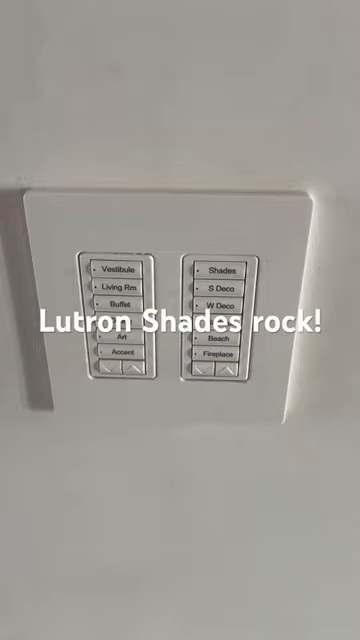 Vestibule
Living Rm
Buffet
Art
Accent
Shades
S Deco
W Deco
Beach
Fireplace
Lutron Shades rock!